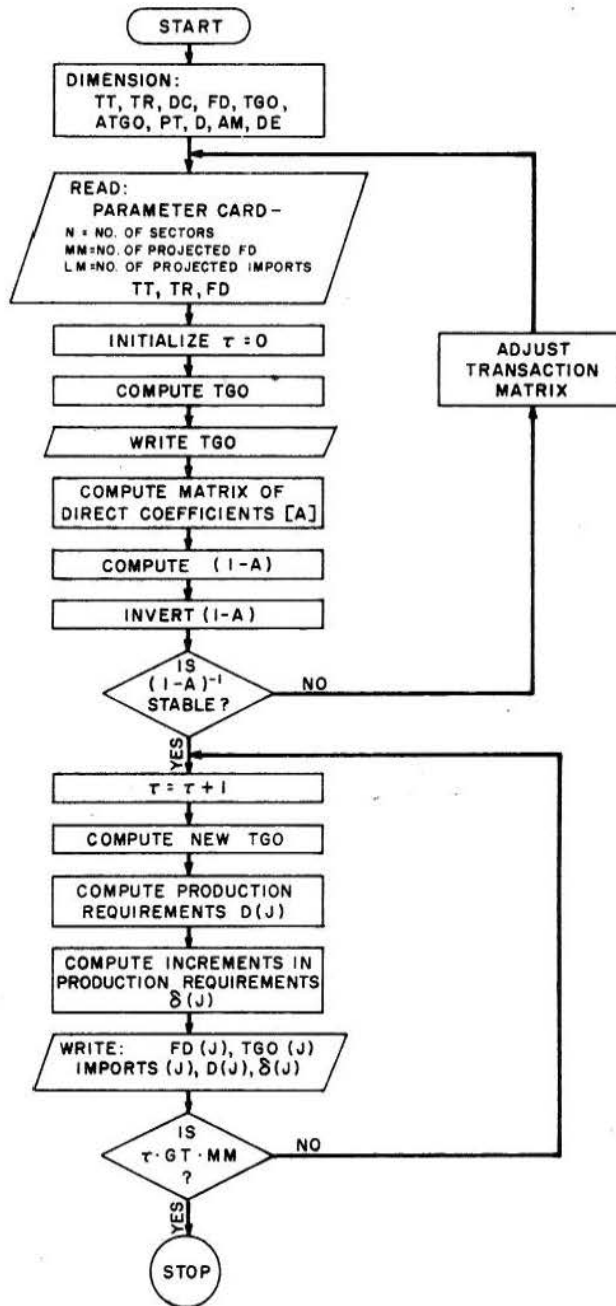 START
DIMENSION:
TT, TR, DC, FD, TGO,
ATGO, PT, D, AM, DE
READ:
PARAMETER CARD–
N = NO. OF SECTORS
MM=NO. OF PROJECTED FD
LM=NO. OF PROJECTED IMPORTS
TT, TR, FD
INITIALIZE τ = 0
COMPUTE TGO
WRITE TGO
COMPUTE MATRIX OF
DIRECT COEFFICIENTS [A]
COMPUTE (I-A)
INVERT (I-A)
IS
(I-A)⁻¹
STABLE?
NO
ADJUST
TRANSACTION
MATRIX
YES
τ = τ + 1
COMPUTE NEW TGO
COMPUTE PRODUCTION
REQUIREMENTS D(J)
COMPUTE INCREMENTS IN
PRODUCTION REQUIREMENTS
δ(J)
WRITE: FD(J), TGO(J)
IMPORTS(J), D(J), δ(J)
IS
τ·GT·MM
?
NO
YES
STOP